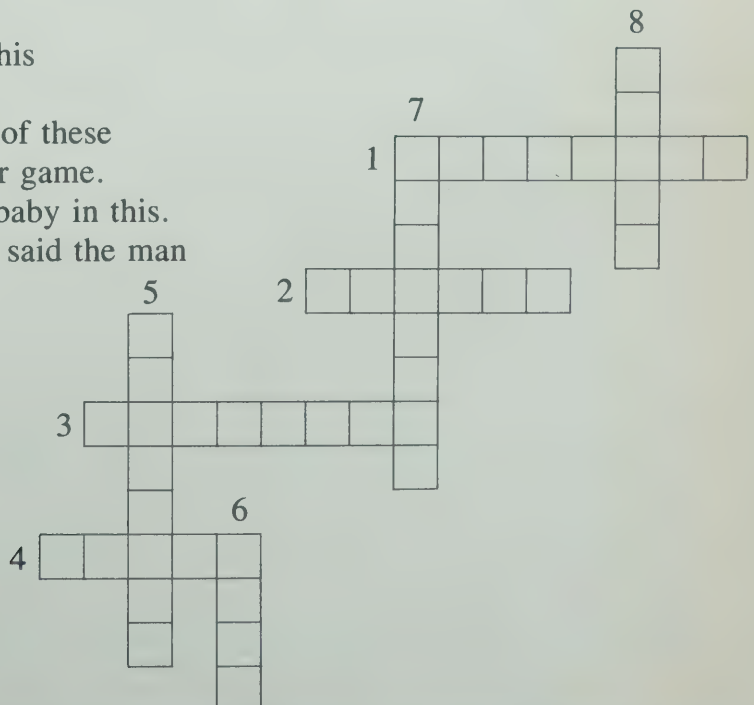 his
of these
r game.
baby in this.
said the man
8
7
1
5
2
3
6
4